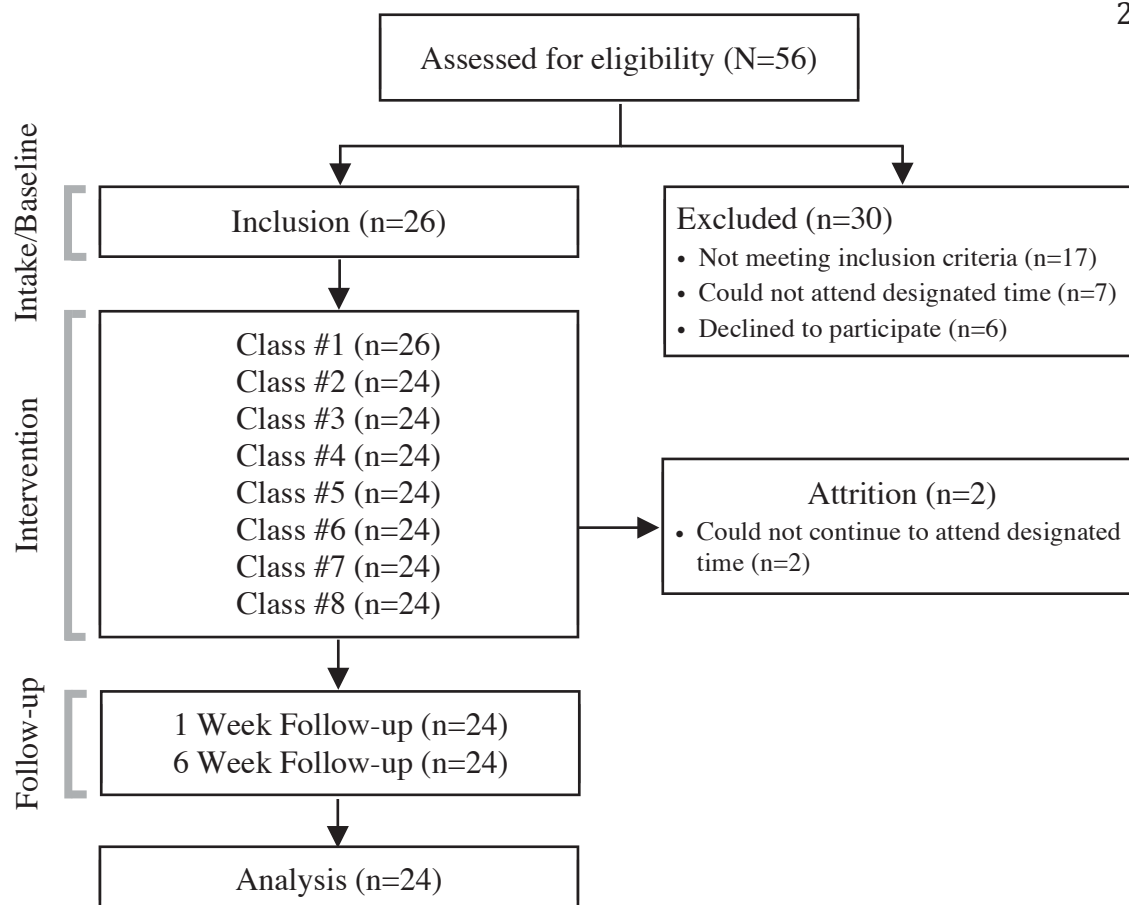 2
Assessed for eligibility (N=56)
Intake/Baseline
Inclusion (n=26)
Excluded (n=30)
• Not meeting inclusion criteria (n=17)
• Could not attend designated time (n=7)
• Declined to participate (n=6)
Intervention
Class #1 (n=26)
Class #2 (n=24)
Class #3 (n=24)
Class #4 (n=24)
Class #5 (n=24)
Class #6 (n=24)
Class #7 (n=24)
Class #8 (n=24)
Attrition (n=2)
• Could not continue to attend designated
time (n=2)
Follow-up
1 Week Follow-up (n=24)
6 Week Follow-up (n=24)
Analysis (n=24)